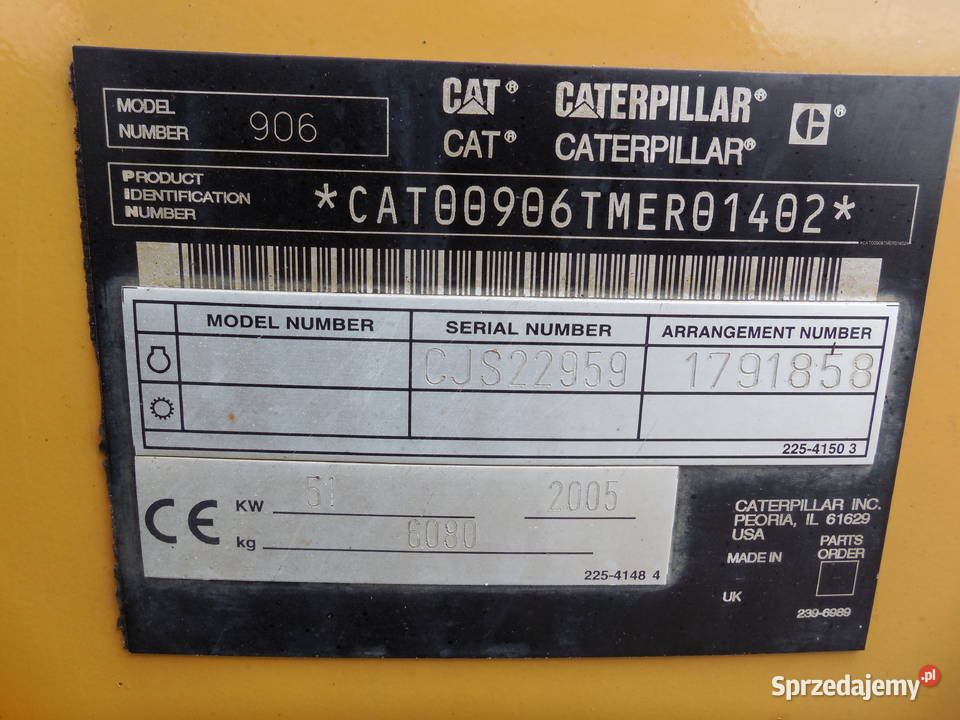 MODEL NUMBER 906
CAT® CATERPILLAR®
CAT® CATERPILLAR®
PRODUCT IDENTIFICATION NUMBER
*CAT00906TMER01402*
*CAT00906TMER01402*
MODEL NUMBER SERIAL NUMBER ARRANGEMENT NUMBER
CJS22959 1791858
225-4150 3
CE KW 51 2005
kg 6080
225-4148 4
CATERPILLAR INC.
PEORIA, IL 61629
USA
MADE IN
UK
PARTS
ORDER
239-6989
Sprzedajemy.pl